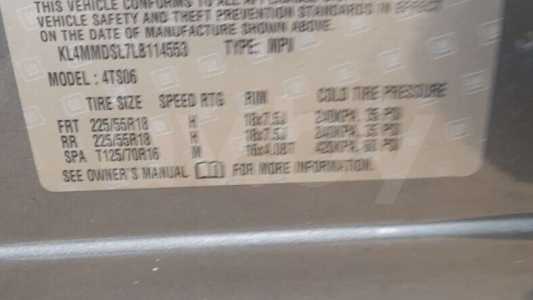 THIS VEHICLE CONFORMS TO ALL APPLICABLE
VEHICLE SAFETY AND THEFT PREVENTION STANDARDS IN EFFECT
ON THE DATE OF MANUFACTURE SHOWN ABOVE.
KL4MMDSL7LB114553 TYPE: MPV
MODEL: 4TS06
TIRE SIZE SPEED RTG RIM COLD TIRE PRESSURE
FRT 225/55R18 H 18x7.5J 240KPA, 35 PSI
RR 225/55R18 H 18x7.5J 240KPA, 35 PSI
SPA T125/70R16 M 16x4.0BT 420KPA, 60 PSI
SEE OWNER'S MANUAL FOR MORE INFORMATION.